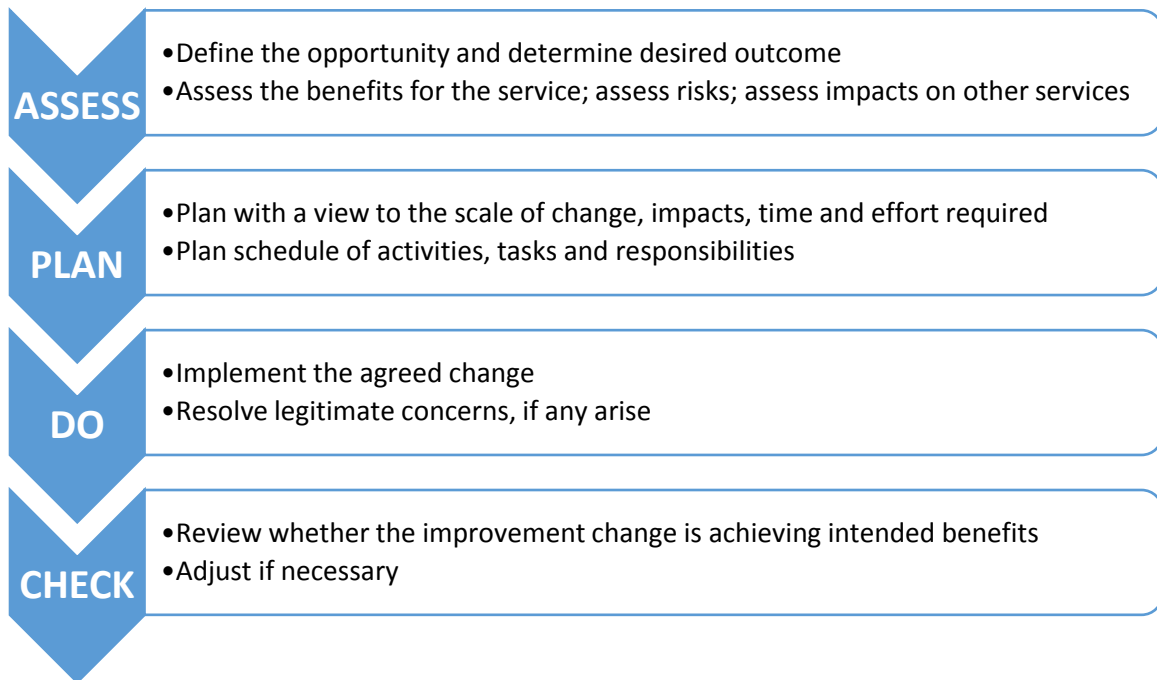 ASSESS
•Define the opportunity and determine desired outcome
•Assess the benefits for the service; assess risks; assess impacts on other services
PLAN
•Plan with a view to the scale of change, impacts, time and effort required
•Plan schedule of activities, tasks and responsibilities
DO
•Implement the agreed change
•Resolve legitimate concerns, if any arise
CHECK
•Review whether the improvement change is achieving intended benefits
•Adjust if necessary